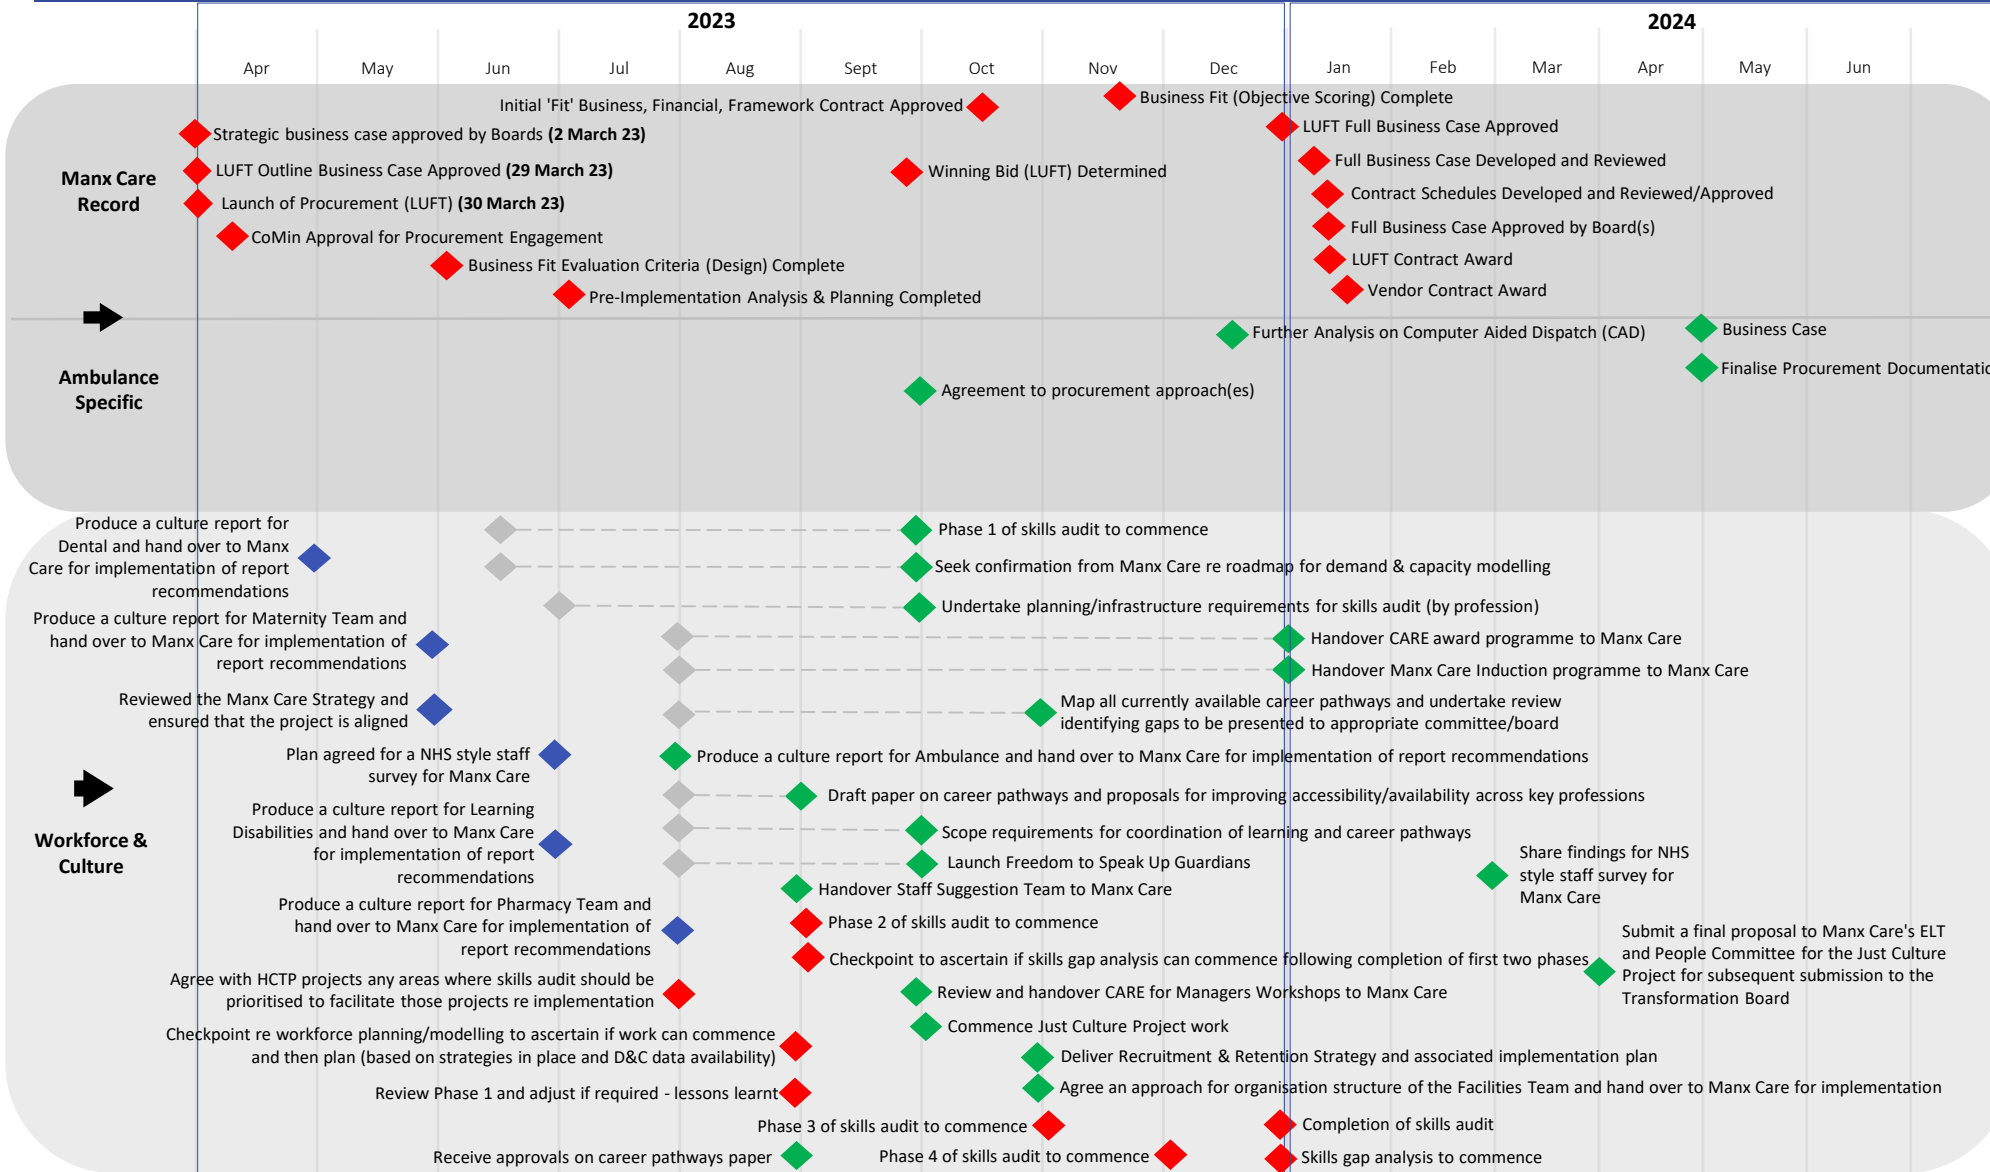 2023
2024
Apr
May
Jun
Jul
Aug
Sept
Oct
Nov
Dec
Jan
Feb
Mar
Apr
May
Jun
Manx Care
Record
Initial 'Fit' Business, Financial, Framework Contract Approved
Business Fit (Objective Scoring) Complete
Strategic business case approved by Boards (2 March 23)
LUFT Full Business Case Approved
LUFT Outline Business Case Approved (29 March 23)
Winning Bid (LUFT) Determined
Full Business Case Developed and Reviewed
Launch of Procurement (LUFT) (30 March 23)
Contract Schedules Developed and Reviewed/Approved
CoMin Approval for Procurement Engagement
Full Business Case Approved by Board(s)
Business Fit Evaluation Criteria (Design) Complete
LUFT Contract Award
Pre-Implementation Analysis & Planning Completed
Vendor Contract Award
Ambulance
Specific
Further Analysis on Computer Aided Dispatch (CAD)
Business Case
Finalise Procurement Documentatio
Agreement to procurement approach(es)
Workforce &
Culture
Produce a culture report for
Dental and hand over to Manx
Care for implementation of report
recommendations
Phase 1 of skills audit to commence
Seek confirmation from Manx Care re roadmap for demand & capacity modelling
Undertake planning/infrastructure requirements for skills audit (by profession)
Produce a culture report for Maternity Team and
hand over to Manx Care for implementation of
report recommendations
Handover CARE award programme to Manx Care
Handover Manx Care Induction programme to Manx Care
Reviewed the Manx Care Strategy and
ensured that the project is aligned
Map all currently available career pathways and undertake review
identifying gaps to be presented to appropriate committee/board
Plan agreed for a NHS style staff
survey for Manx Care
Produce a culture report for Ambulance and hand over to Manx Care for implementation of report recommendations
Draft paper on career pathways and proposals for improving accessibility/availability across key professions
Produce a culture report for Learning
Disabilities and hand over to Manx Care
for implementation of report
recommendations
Scope requirements for coordination of learning and career pathways
Launch Freedom to Speak Up Guardians
Share findings for NHS
style staff survey for
Manx Care
Handover Staff Suggestion Team to Manx Care
Produce a culture report for Pharmacy Team and
hand over to Manx Care for implementation of
report recommendations
Phase 2 of skills audit to commence
Checkpoint to ascertain if skills gap analysis can commence following completion of first two phases
Submit a final proposal to Manx Care's ELT
and People Committee for the Just Culture
Project for subsequent submission to the
Transformation Board
Agree with HCTP projects any areas where skills audit should be
prioritised to facilitate those projects re implementation
Review and handover CARE for Managers Workshops to Manx Care
Commence Just Culture Project work
Checkpoint re workforce planning/modelling to ascertain if work can commence
and then plan (based on strategies in place and D&C data availability)
Deliver Recruitment & Retention Strategy and associated implementation plan
Review Phase 1 and adjust if required - lessons learnt
Agree an approach for organisation structure of the Facilities Team and hand over to Manx Care for implementation
Phase 3 of skills audit to commence
Completion of skills audit
Receive approvals on career pathways paper
Phase 4 of skills audit to commence
Skills gap analysis to commence